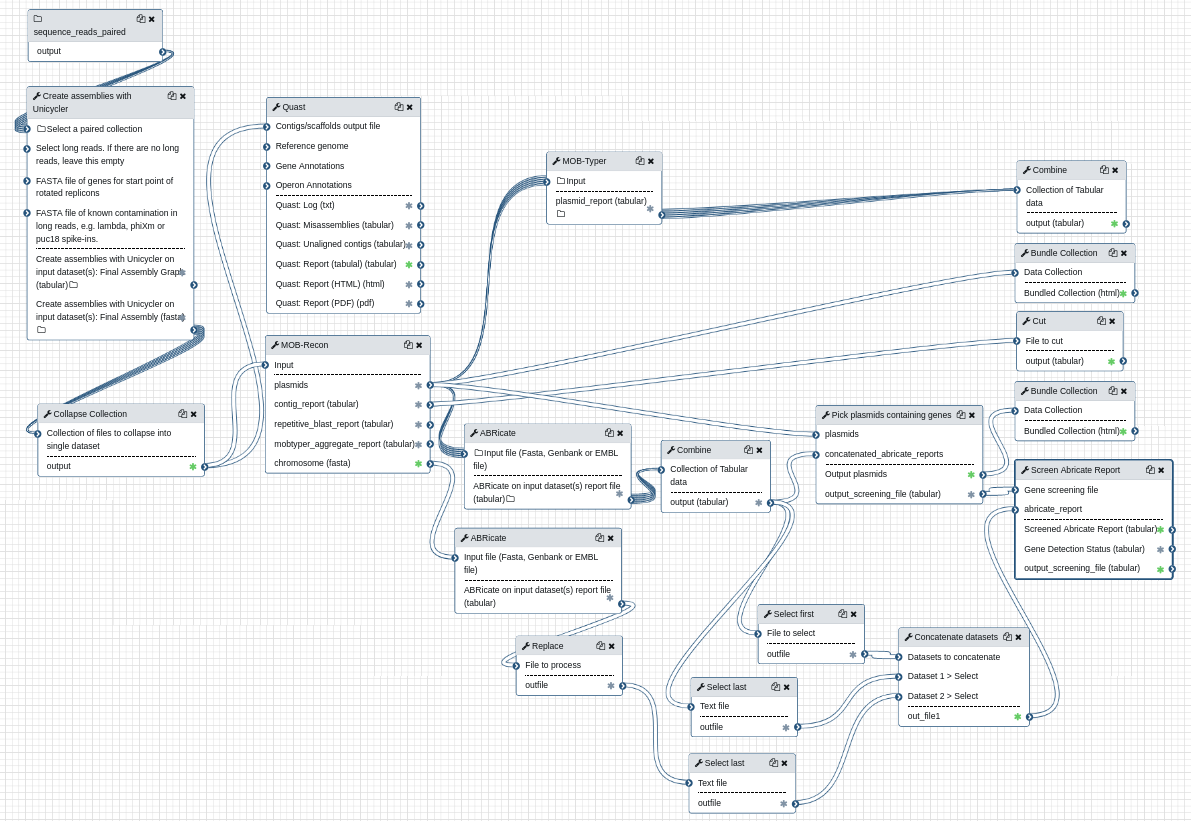 sequence_reads_paired
output
Create assemblies with
Unicycler
Select a paired collection
Select long reads. If there are no long
reads, leave this empty
FASTA file of genes for start point of
rotated replicons
FASTA file of known contamination in
long reads, e.g. lambda, phiXm or
puc18 spike-ins.
Create assemblies with Unicycler on
input dataset(s): Final Assembly Graph
(tabular)
Create assemblies with Unicycler on
input dataset(s): Final Assembly (fasta)
Collapse Collection
Collection of files to collapse into
single dataset
output
Quast
Contigs/scaffolds output file
Reference genome
Gene Annotations
Operon Annotations
Quast: Log (txt)
Quast: Misassemblies (tabular)
Quast: Unaligned contigs (tabular)
Quast: Report (tabulal) (tabular)
Quast: Report (HTML) (html)
Quast: Report (PDF) (pdf)
MOB-Recon
Input
plasmids
contig_report (tabular)
repetitive_blast_report (tabular)
mobtyper_aggregate_report (tabular)
chromosome (fasta)
MOB-Typer
Input
plasmid_report (tabular)
ABRicate
Input file (Fasta, Genbank or EMBL
file)
ABRicate on input dataset(s) report file
(tabular)
ABRicate
Input file (Fasta, Genbank or EMBL
file)
ABRicate on input dataset(s) report file
(tabular)
Replace
File to process
outfile
Combine
Collection of Tabular
data
output (tabular)
Select first
File to select
outfile
Select last
Text file
outfile
Select last
Text file
outfile
Pick plasmids containing genes
plasmids
concatenated_abricate_reports
Output plasmids
output_screening_file (tabular)
Concatenate datasets
Datasets to concatenate
Dataset 1 > Select
Dataset 2 > Select
out_file1
Combine
Collection of Tabular
data
output (tabular)
Bundle Collection
Data Collection
Bundled Collection (html)
Cut
File to cut
output (tabular)
Bundle Collection
Data Collection
Bundled Collection (html)
Screen Abricate Report
Gene screening file
abricate_report
Screened Abricate Report (tabular)
Gene Detection Status (tabular)
output_screening_file (tabular)